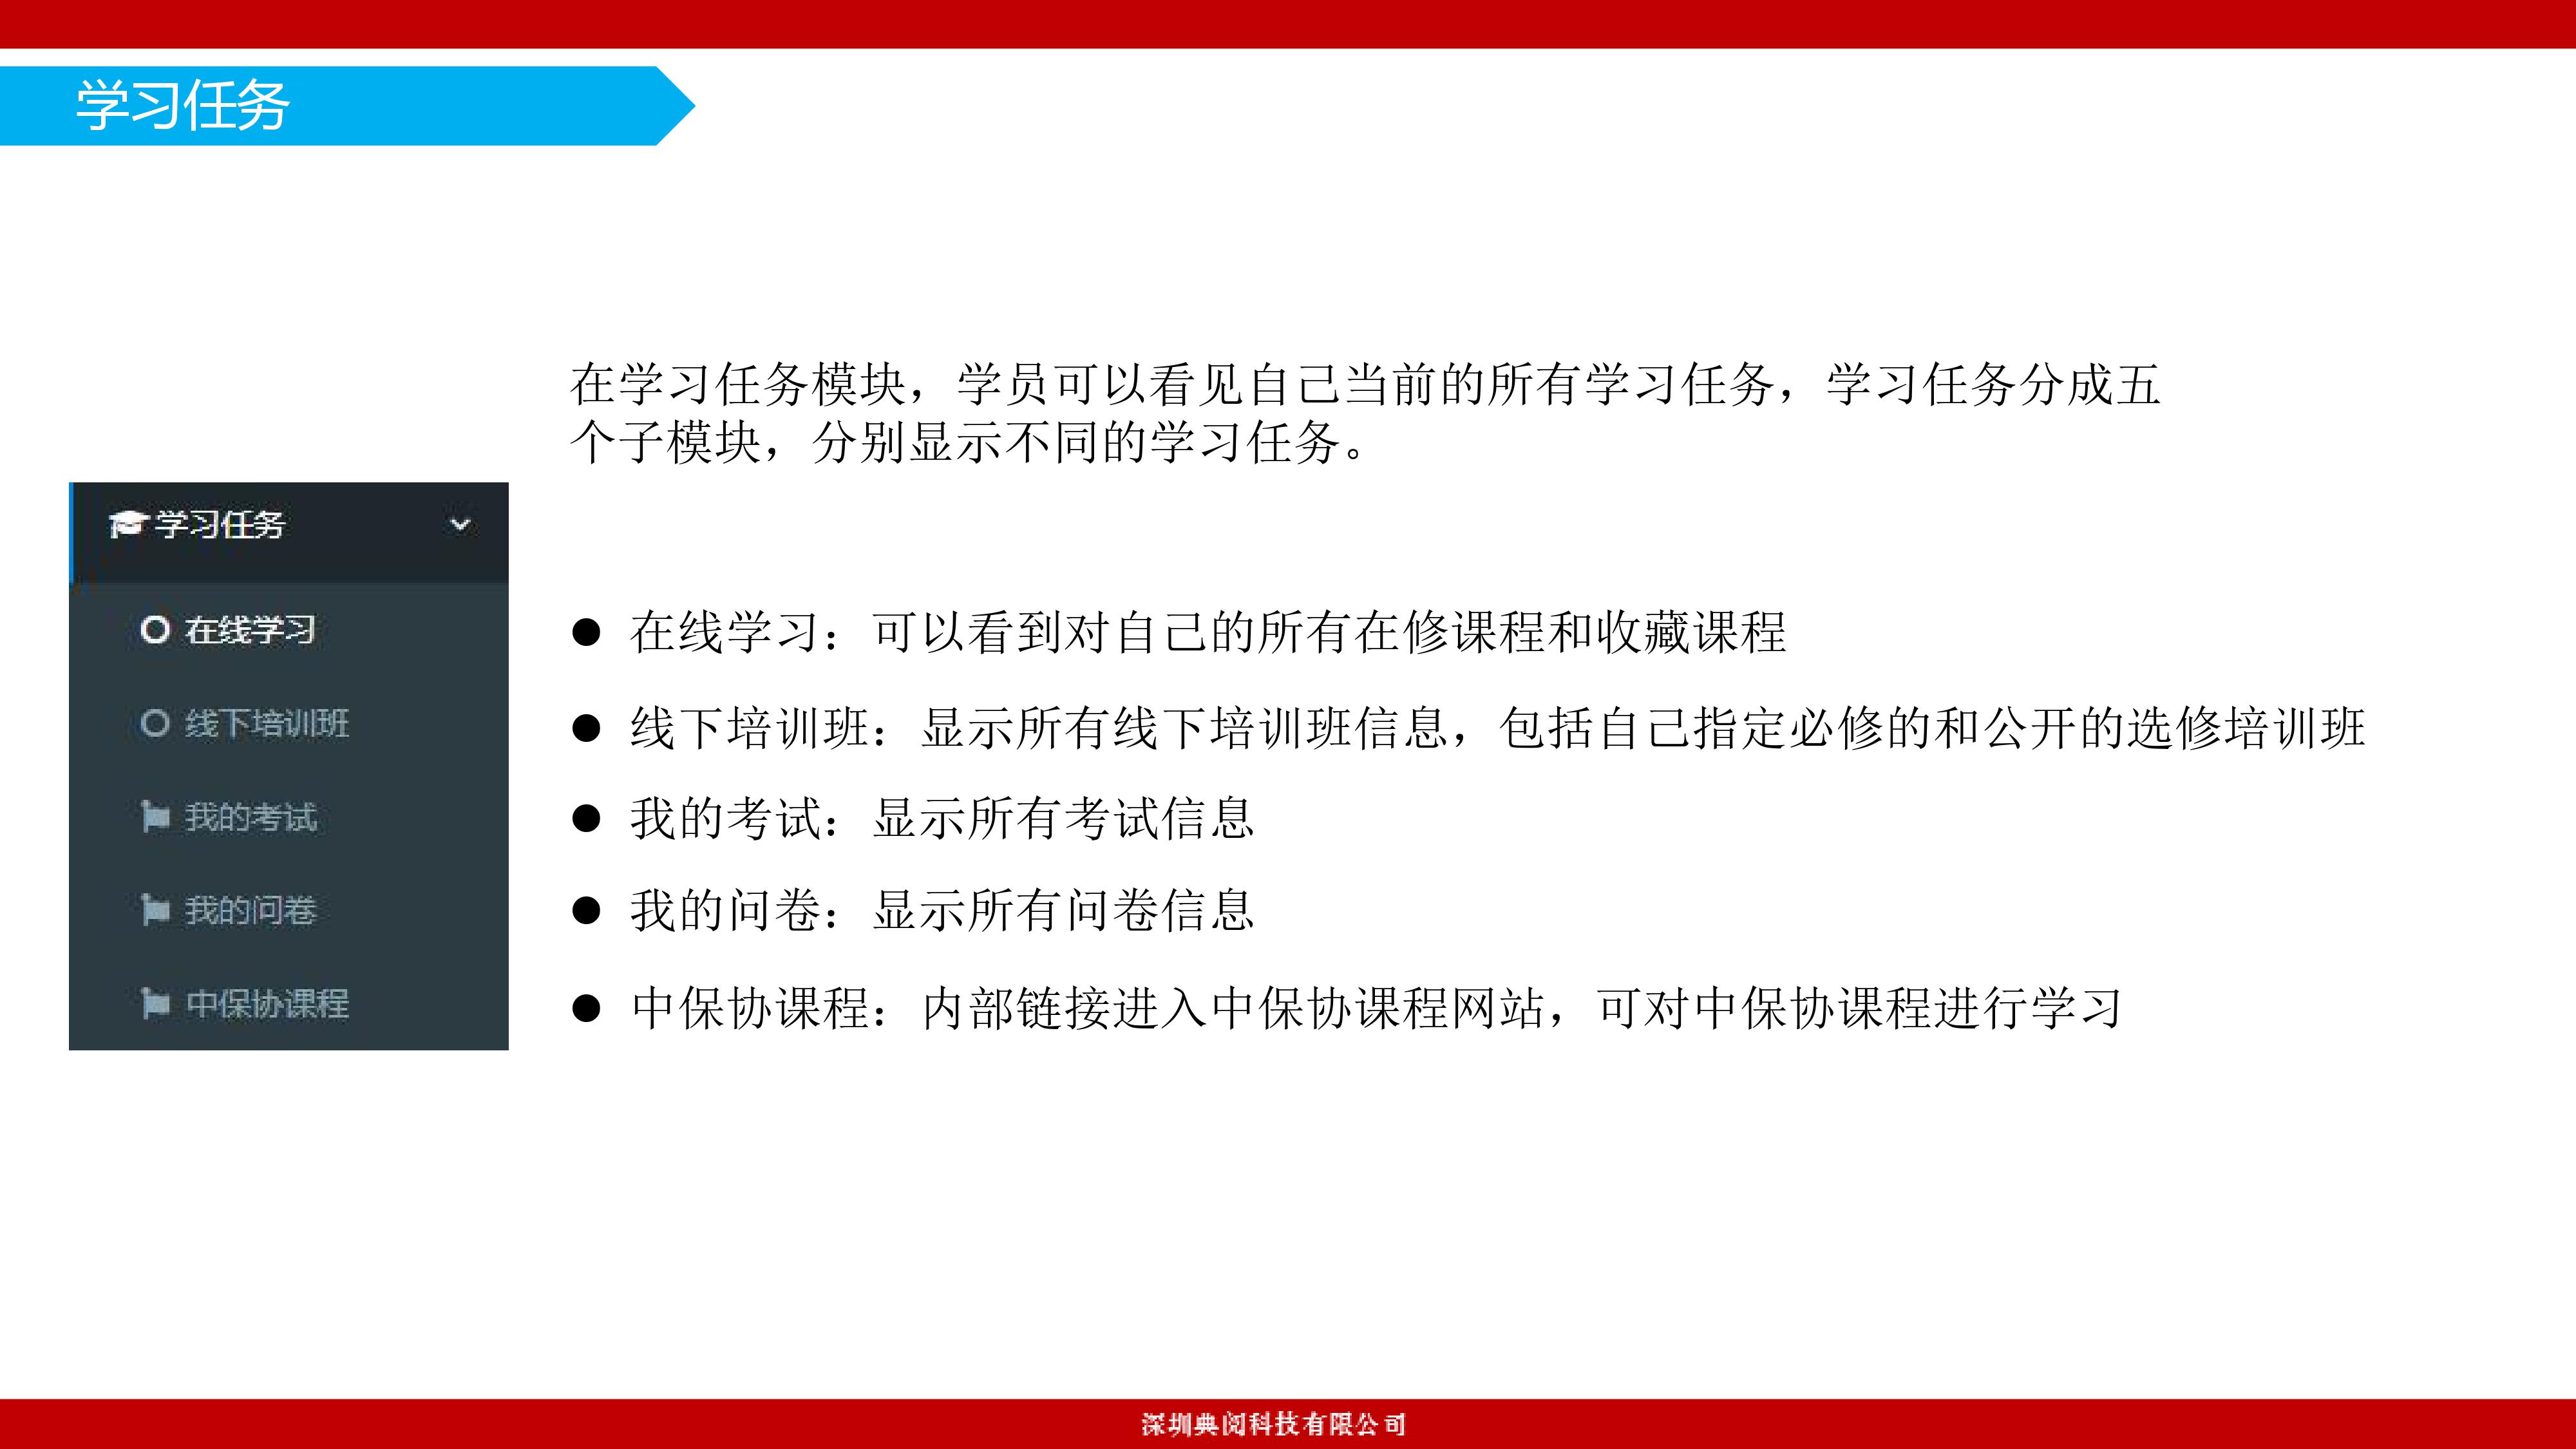 学习任务
在学习任务模块，学员可以看见自己当前的所有学习任务，学习任务分成五
个子模块，分别显示不同的学习任务。
学习任务
在线学习
线下培训班
我的考试
我的问卷
中保协课程
● 在线学习：可以看到对自己的所有在修课程和收藏课程
● 线下培训班：显示所有线下培训班信息，包括自己指定必修的和公开的选修培训班
● 我的考试：显示所有考试信息
● 我的问卷：显示所有问卷信息
● 中保协课程：内部链接进入中保协课程网站，可对中保协课程进行学习
深圳典阅科技有限公司